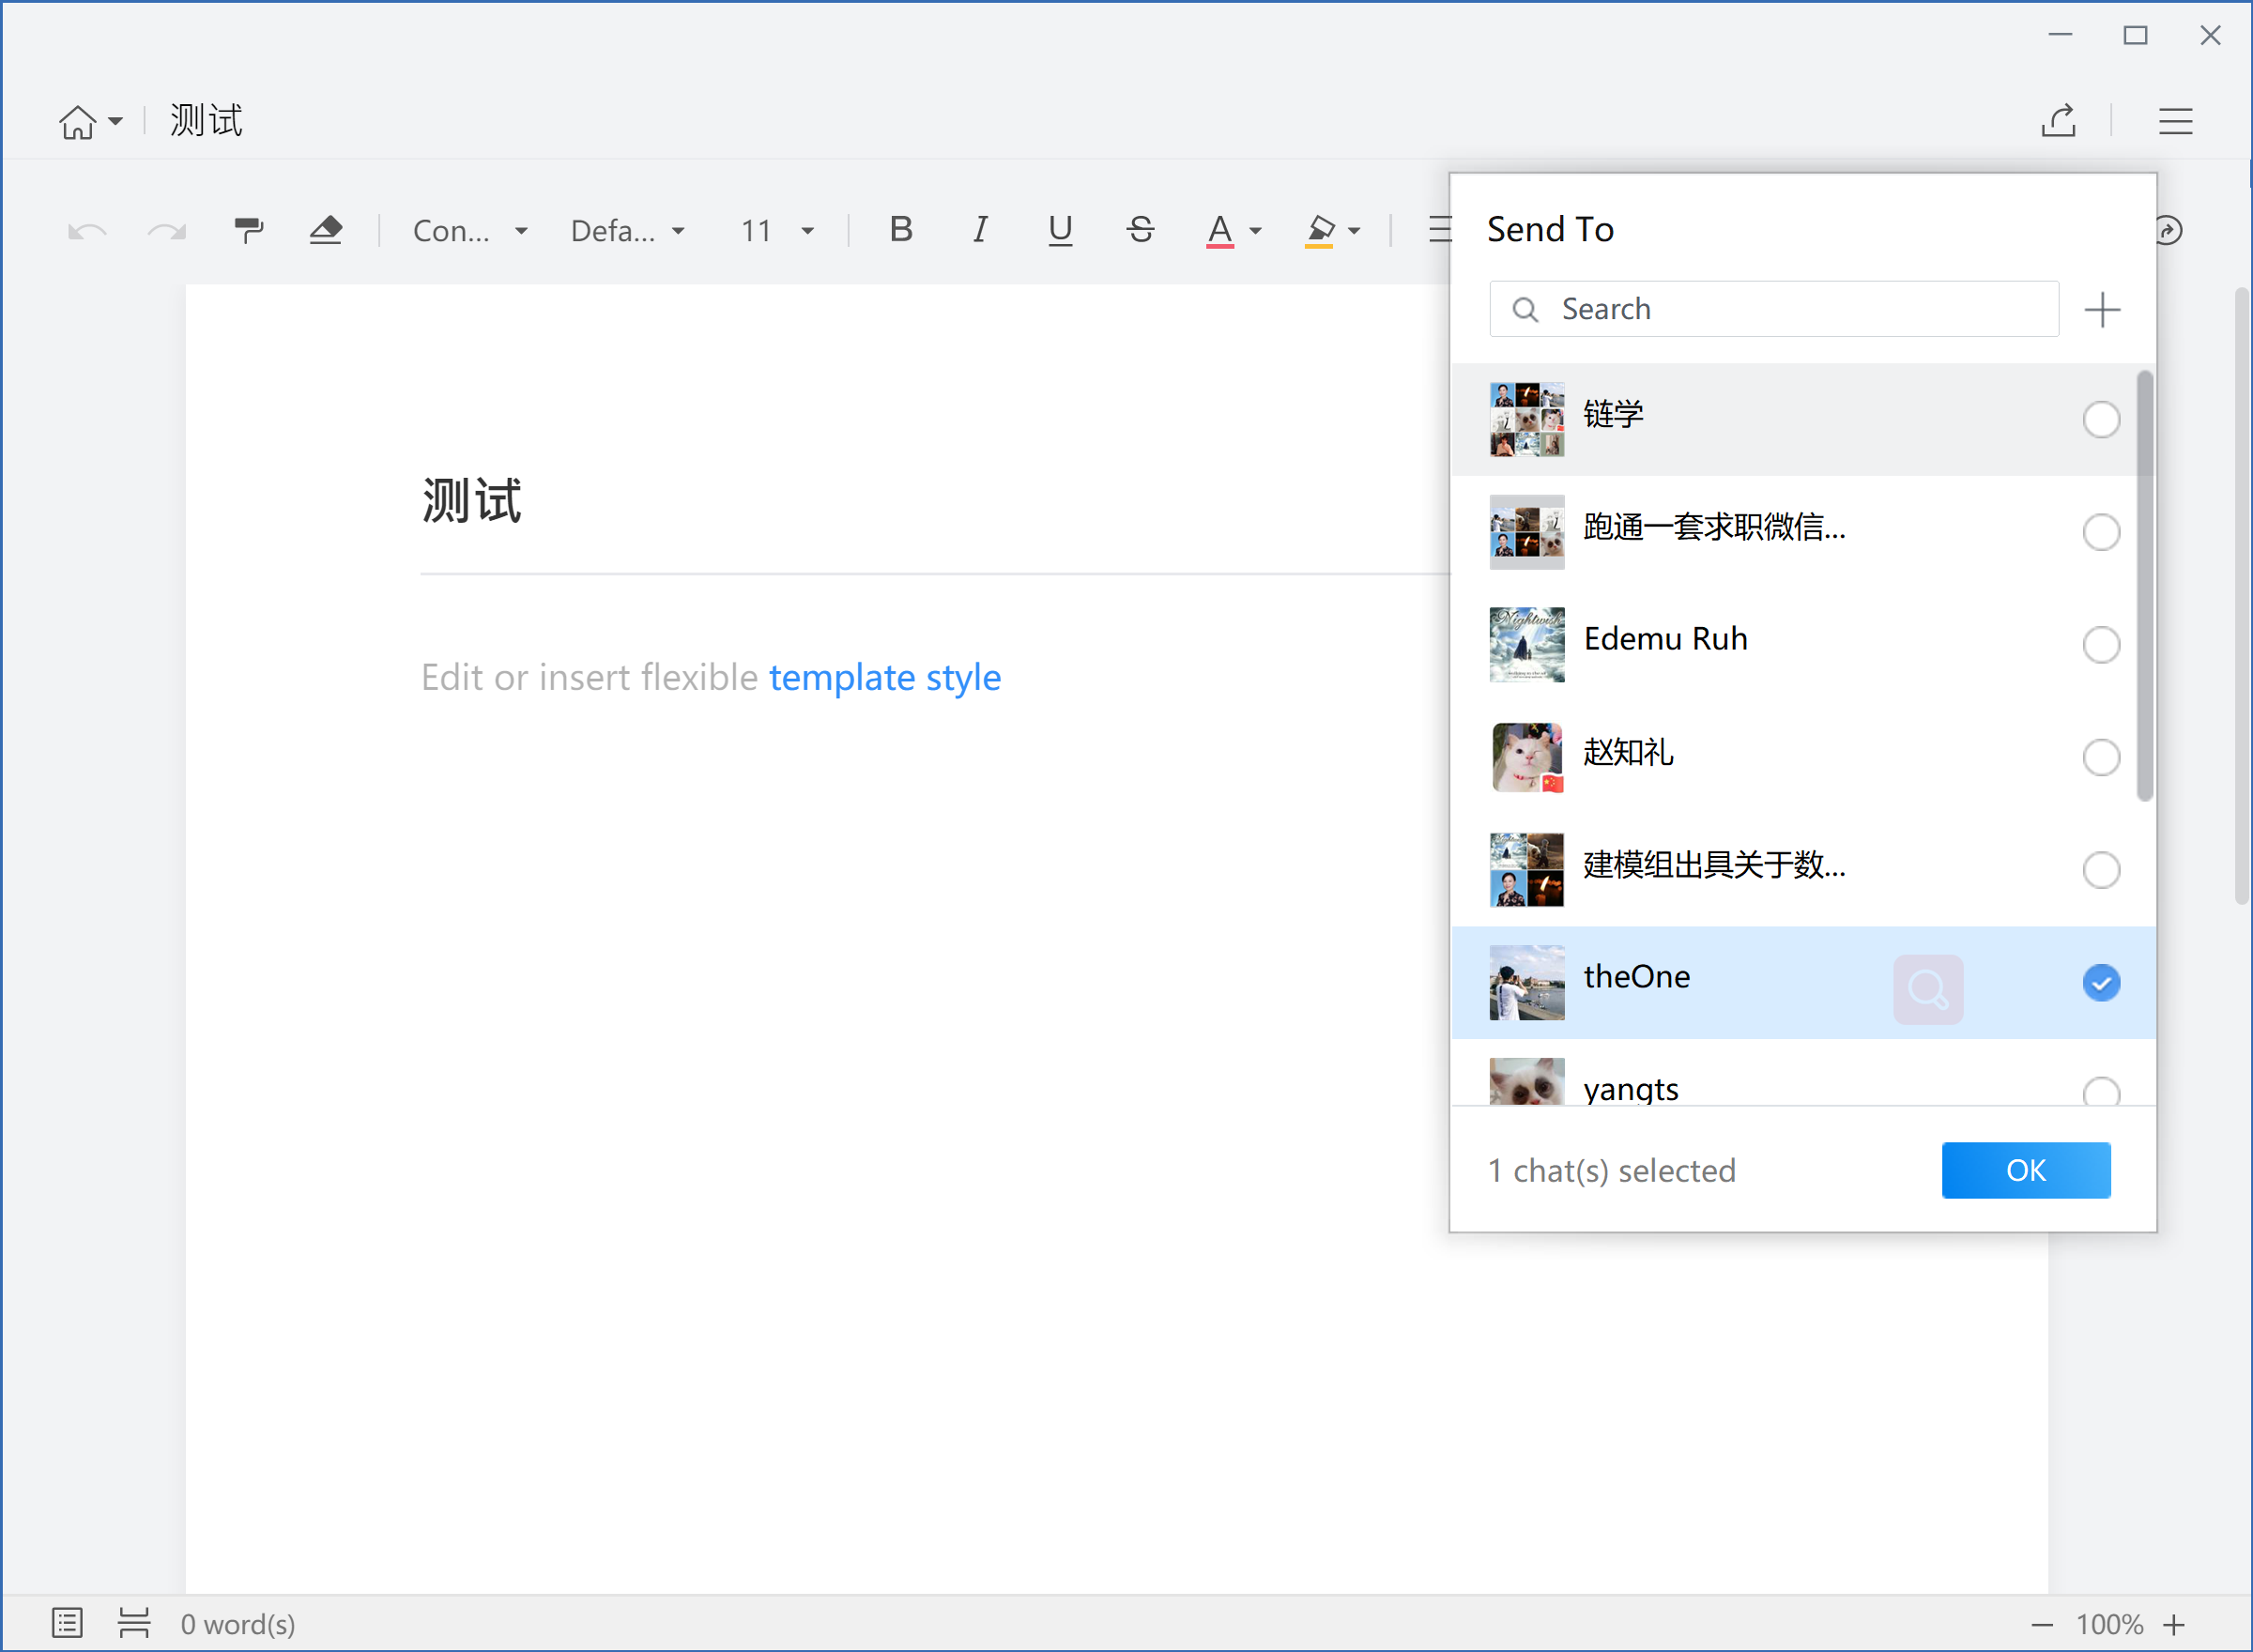 测试
Con... Defa... 11 B I U S A
Send To
Search
链学
跑通一套求职微信...
Edemu Ruh
赵知礼
建模组出具关于数...
theOne
yangts
1 chat(s) selected OK
测试
Edit or insert flexible template style
0 word(s) 100%
Nightwish